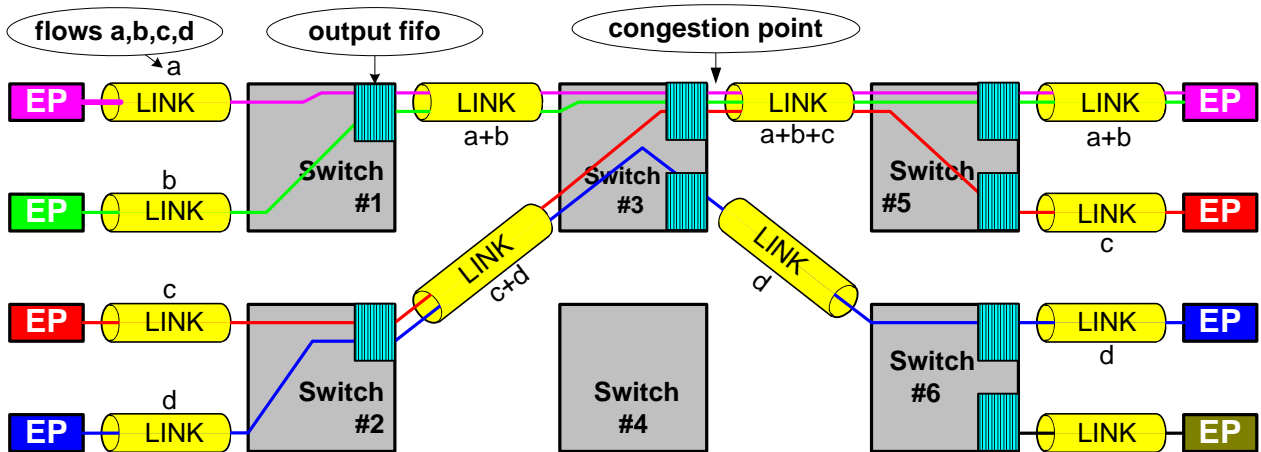 flows a,b,c,d
output fifo
congestion point
a
EP
LINK
LINK
LINK
LINK
EP
a+b
a+b+c
a+b
Switch
#1
Switch
#3
Switch
#5
b
EP
LINK
LINK
EP
c
LINK
c+d
LINK
d
c
EP
LINK
LINK
EP
d
Switch
#2
Switch
#4
Switch
#6
d
EP
LINK
LINK
EP